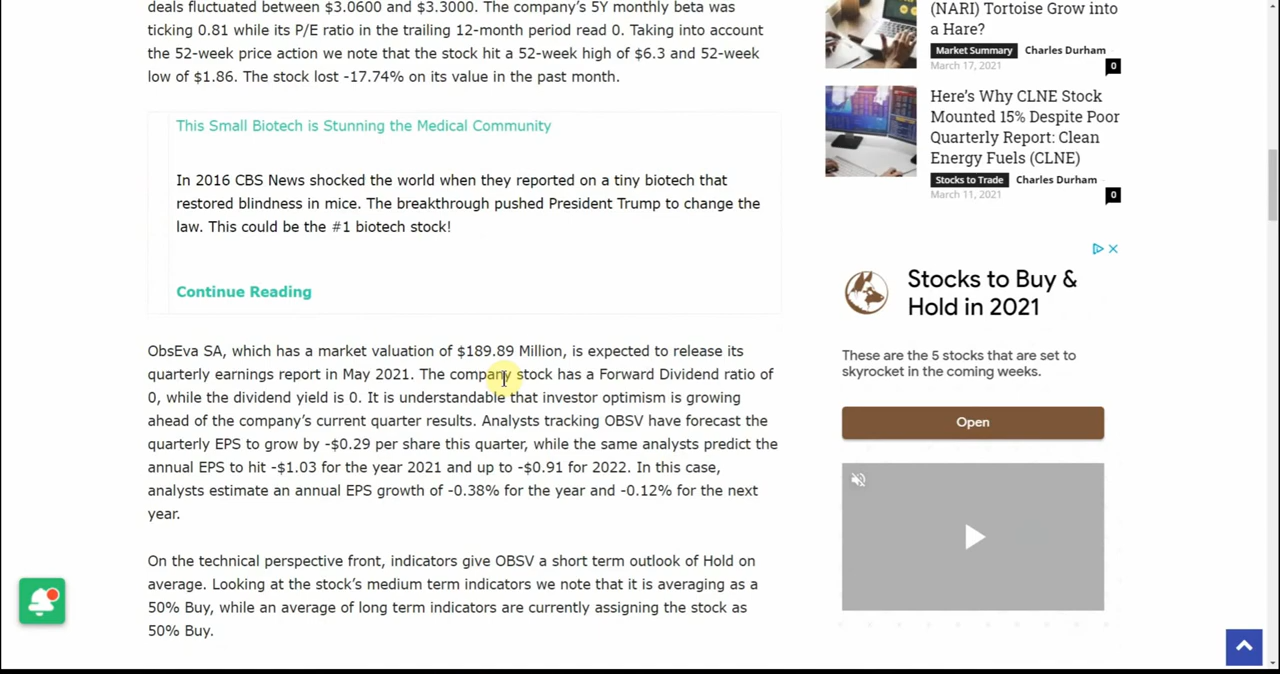 deals fluctuated between $3.0600 and $3.3000. The company's 5Y monthly beta was
ticking 0.81 while its P/E ratio in the trailing 12-month period read 0. Taking into account
the 52-week price action we note that the stock hit a 52-week high of $6.3 and 52-week
low of $1.86. The stock lost -17.74% on its value in the past month.
This Small Biotech is Stunning the Medical Community
In 2016 CBS News shocked the world when they reported on a tiny biotech that
restored blindness in mice. The breakthrough pushed President Trump to change the
law. This could be the #1 biotech stock!
Continue Reading
ObsEva SA, which has a market valuation of $189.89 Million, is expected to release its
quarterly earnings report in May 2021. The company stock has a Forward Dividend ratio of
0, while the dividend yield is 0. It is understandable that investor optimism is growing
ahead of the company's current quarter results. Analysts tracking OBSV have forecast the
quarterly EPS to grow by -$0.29 per share this quarter, while the same analysts predict the
annual EPS to hit -$1.03 for the year 2021 and up to -$0.91 for 2022. In this case,
analysts estimate an annual EPS growth of -0.38% for the year and -0.12% for the next
year.
On the technical perspective front, indicators give OBSV a short term outlook of Hold on
average. Looking at the stock's medium term indicators we note that it is averaging as a
50% Buy, while an average of long term indicators are currently assigning the stock as
50% Buy.
(NARI) Tortoise Grow into
a Hare?
Market Summary Charles Durham
March 17, 2021 0
Here's Why CLNE Stock
Mounted 15% Despite Poor
Quarterly Report: Clean
Energy Fuels (CLNE)
Stocks to Trade Charles Durham
March 11, 2021 0
Stocks to Buy &
Hold in 2021
These are the 5 stocks that are set to
skyrocket in the coming weeks.
Open